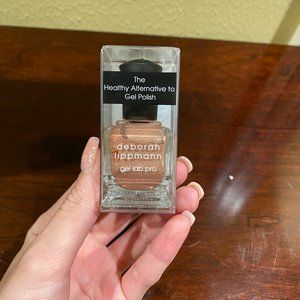 The
Healthy Alternative to
Gel Polish
deborah
lippmann
gel lab pro